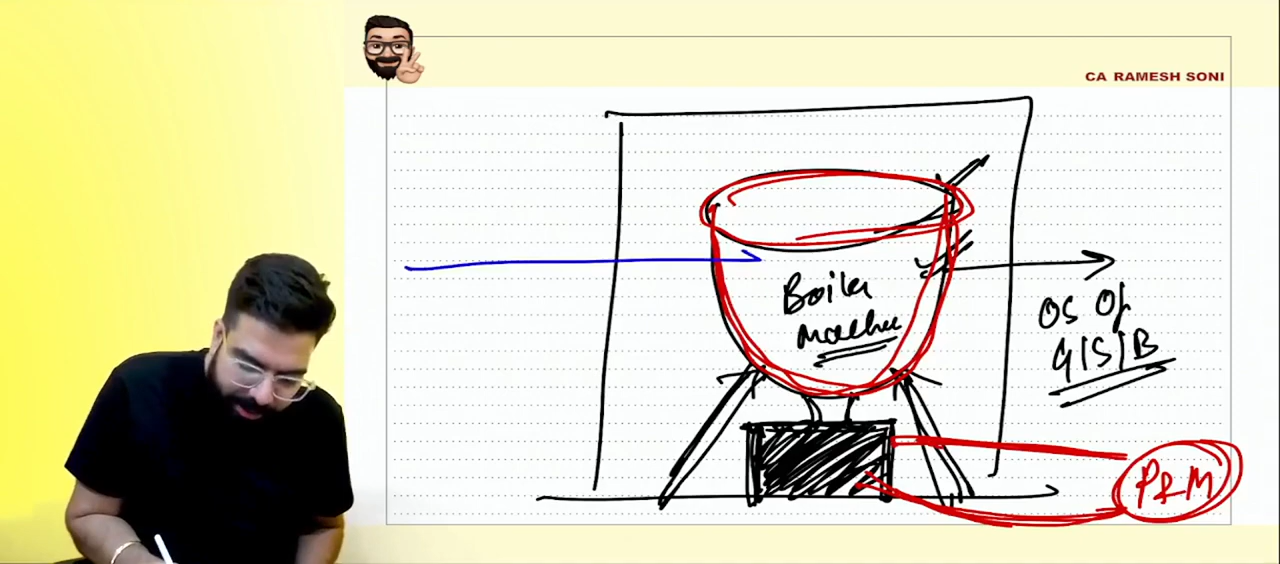 CA RAMESH SONI
Boiler
Machine
OS Of
G/S/B
P&M